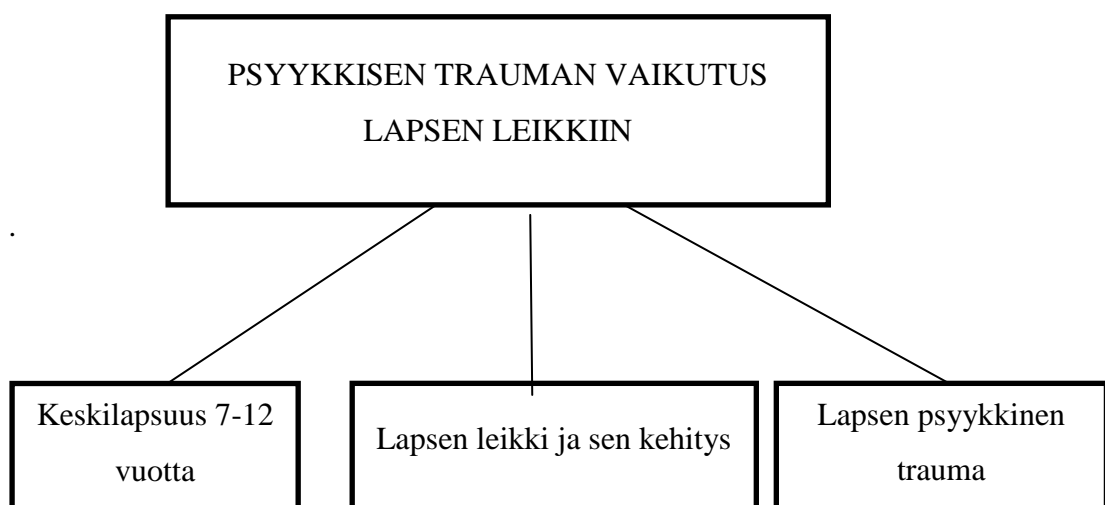 PSYYKKISEN TRAUMAN VAIKUTUS
LAPSEN LEIKKIIN
.
Keskilapsuus 7-12
vuotta
Lapsen leikki ja sen kehitys
Lapsen psyykkinen
trauma